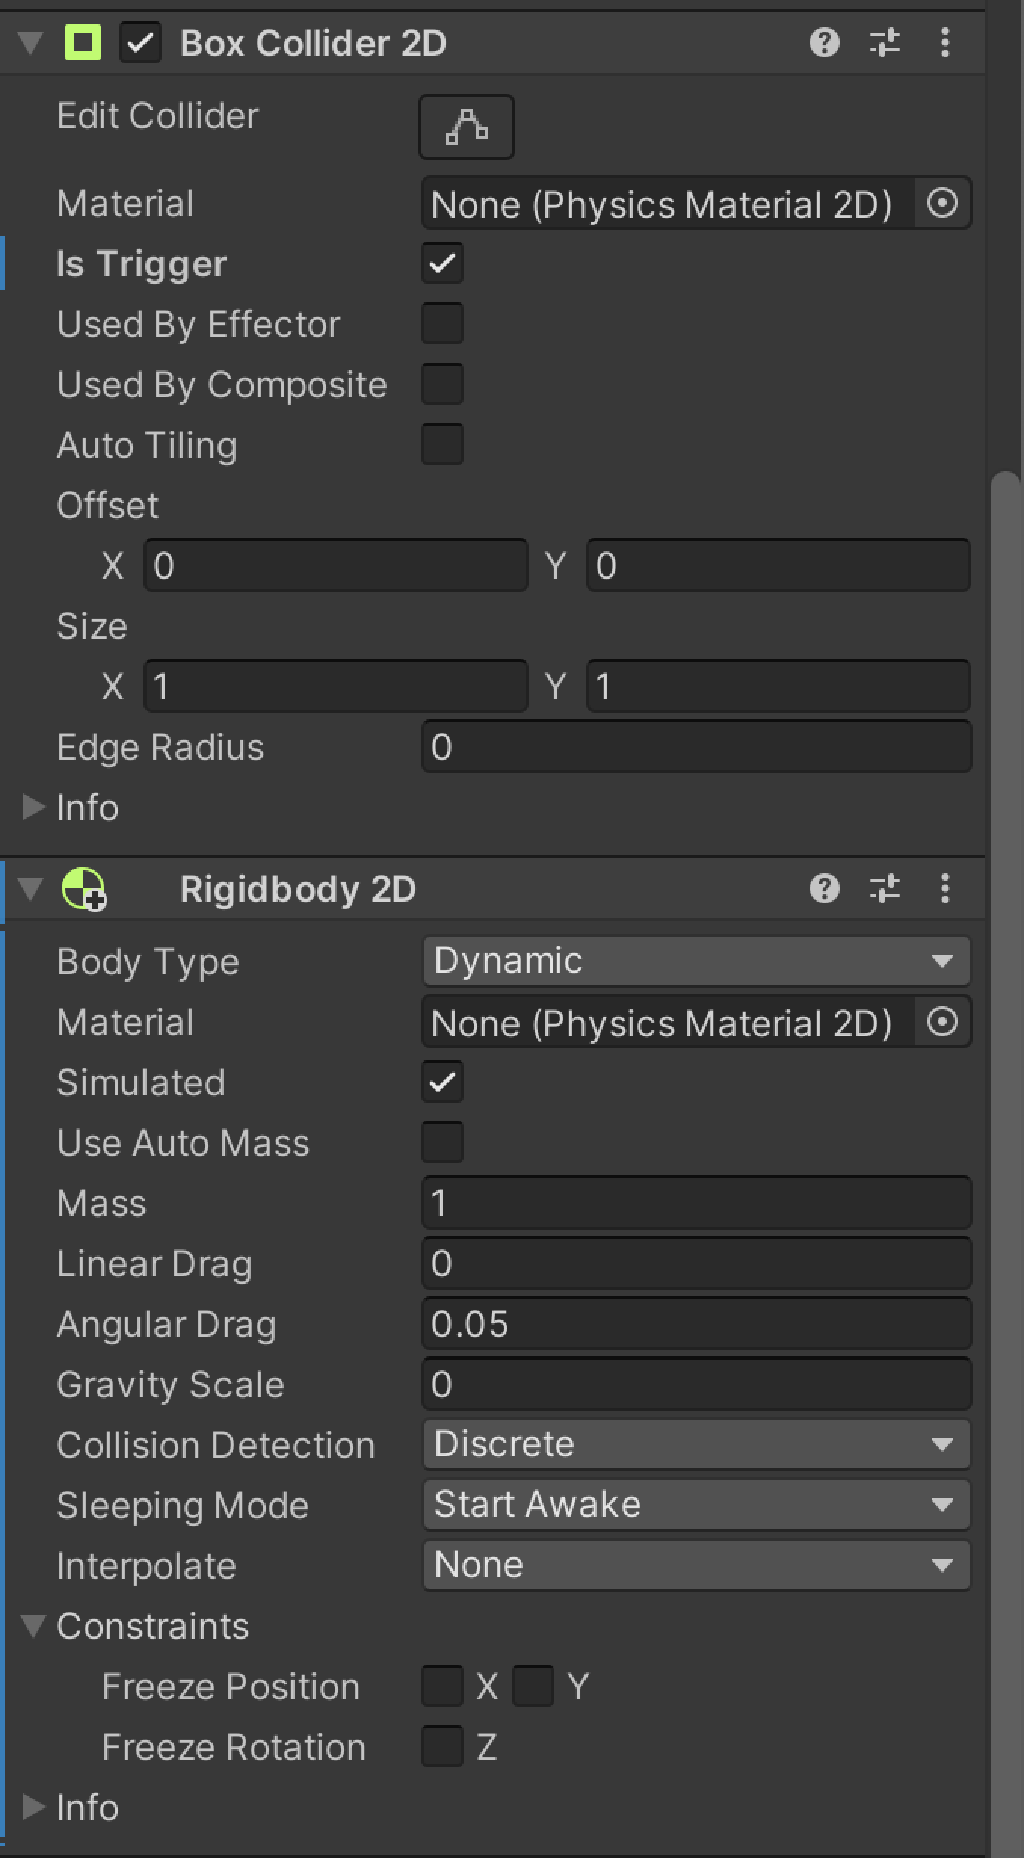 Box Collider 2D
Edit Collider
Material None (Physics Material 2D)
Is Trigger
Used By Effector
Used By Composite
Auto Tiling
Offset
X 0 Y 0
Size
X 1 Y 1
Edge Radius 0
Info
Rigidbody 2D
Body Type Dynamic
Material None (Physics Material 2D)
Simulated
Use Auto Mass
Mass 1
Linear Drag 0
Angular Drag 0.05
Gravity Scale 0
Collision Detection Discrete
Sleeping Mode Start Awake
Interpolate None
Constraints
Freeze Position X Y
Freeze Rotation Z
Info